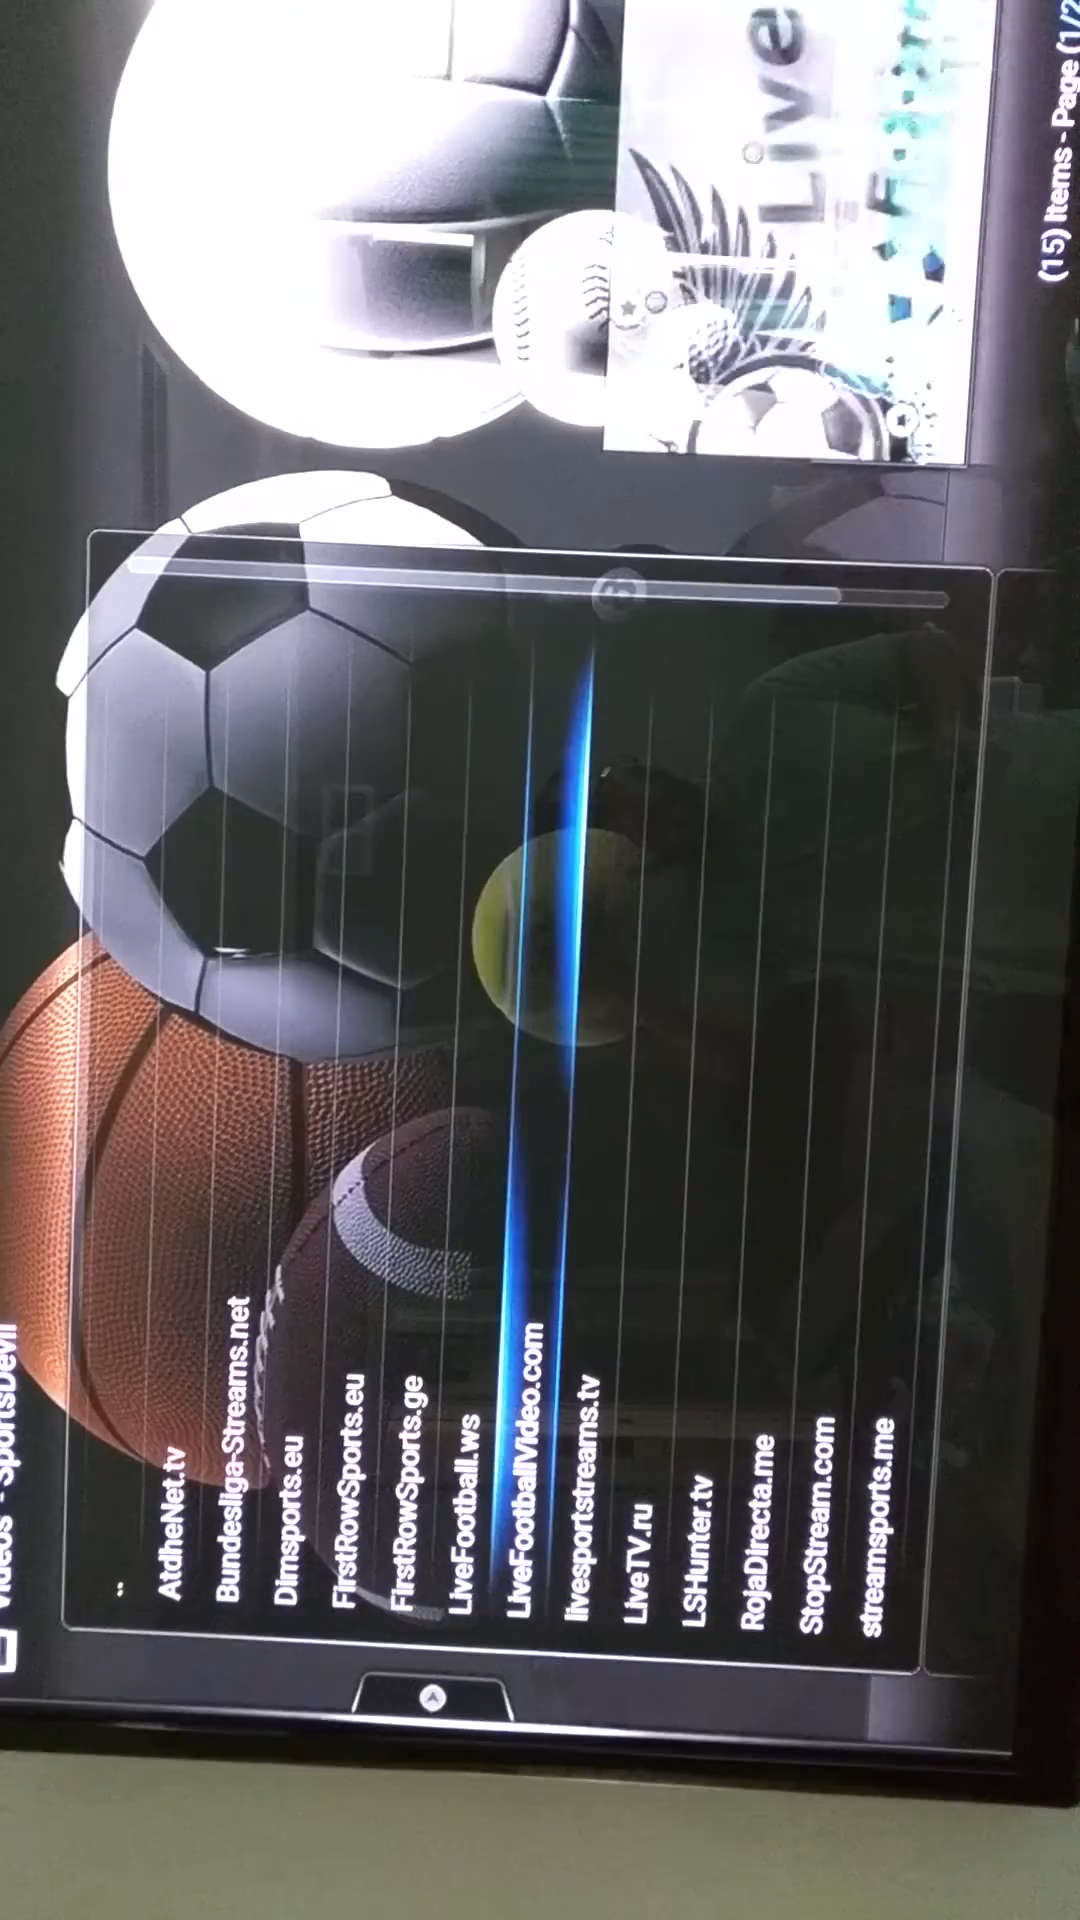 Videos - SportsDevil
..
AtdheNet.tv
Bundesliga-Streams.net
Dimsports.eu
FirstRowSports.eu
FirstRowSports.ge
LiveFootball.ws
LiveFootballVideo.com
livesportstreams.tv
LiveTV.ru
LSHunter.tv
RojaDirecta.me
StopStream.com
streamsports.me
Live
(15) Items - Page (1/2